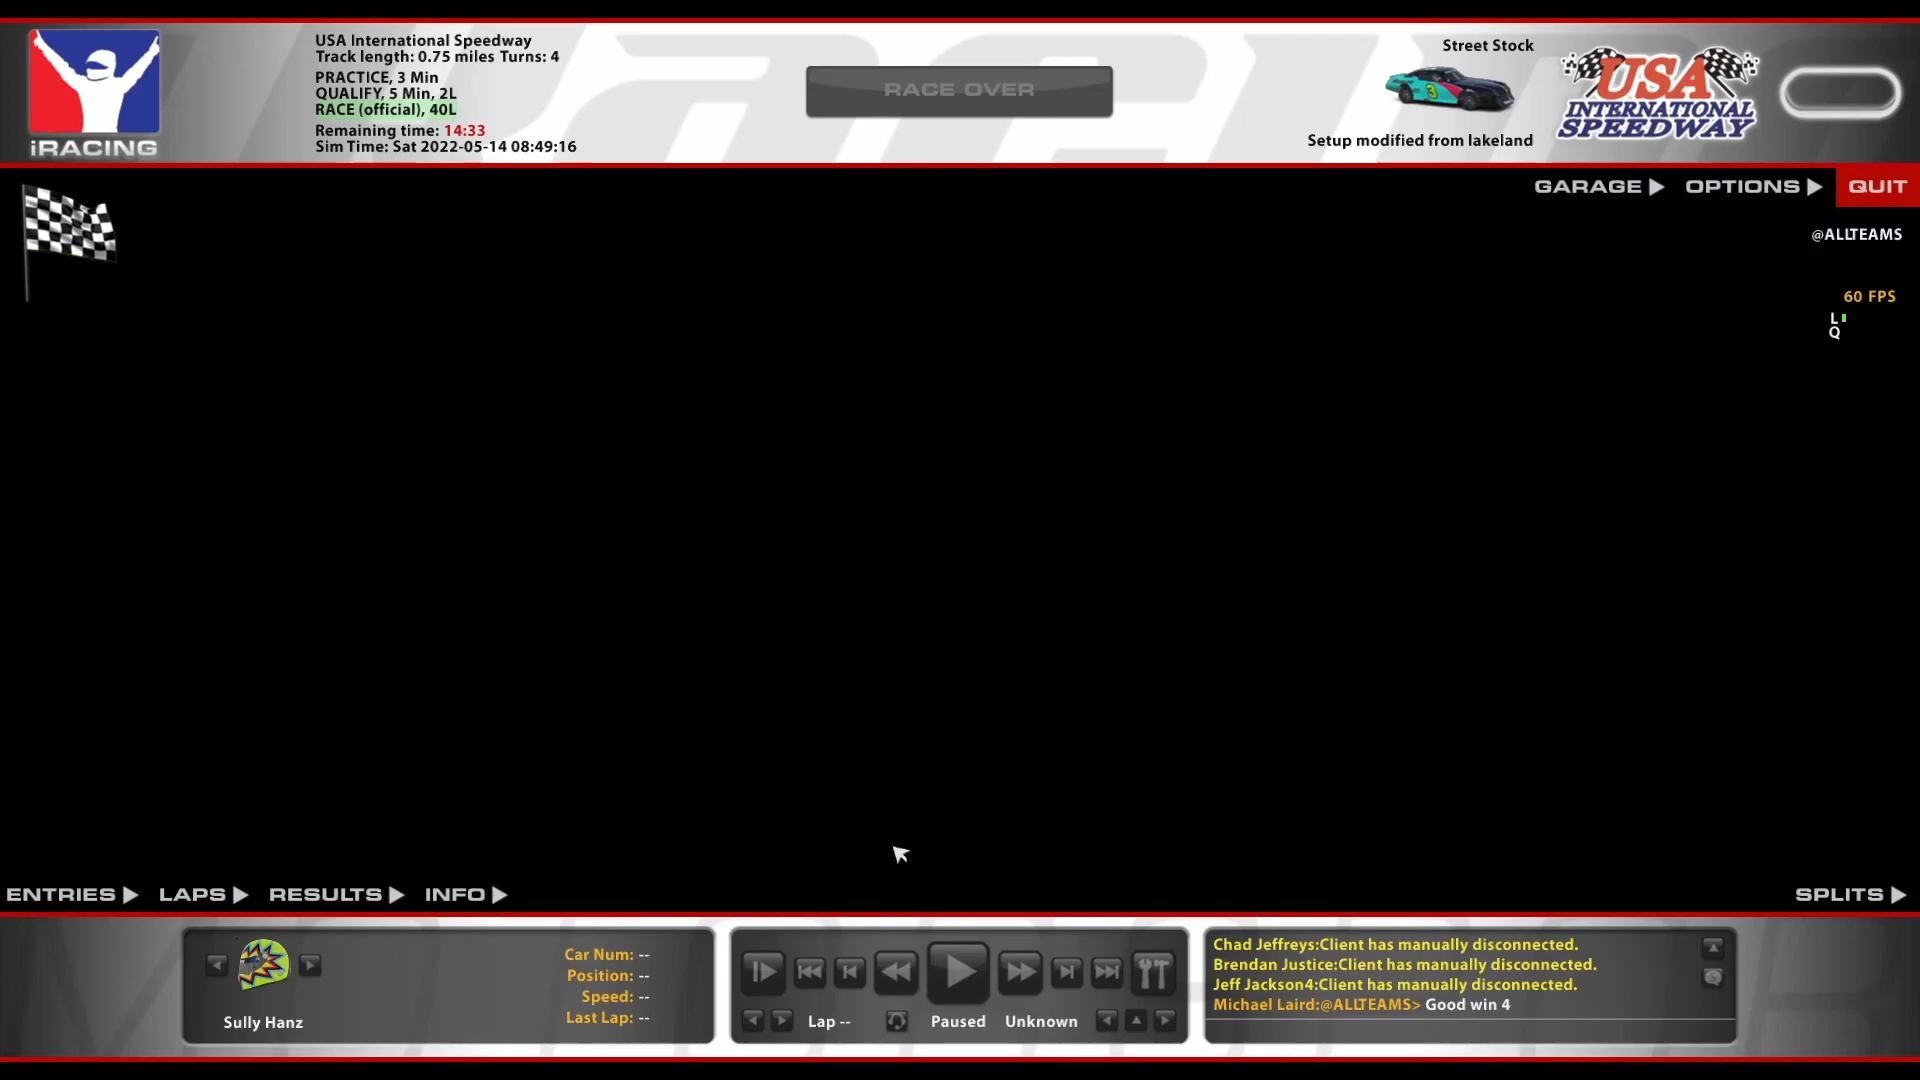 iRACING
USA International Speedway
Track length: 0.75 miles Turns: 4
PRACTICE, 3 Min
QUALIFY, 5 Min, 2L
RACE (official), 40L
Remaining time: 14:33
Sim Time: Sat 2022-05-14 08:49:16
RACE OVER
Street Stock
3
Setup modified from lakeland
USA
INTERNATIONAL
SPEEDWAY
GARAGE
OPTIONS
QUIT
@ALLTEAMS
60 FPS
L
Q
ENTRIES
LAPS
RESULTS
INFO
SPLITS
Sully Hanz
Car Num: --
Position: --
Speed: --
Last Lap: --
Lap --
Paused
Unknown
Chad Jeffreys:Client has manually disconnected.
Brendan Justice:Client has manually disconnected.
Jeff Jackson4:Client has manually disconnected.
Michael Laird:@ALLTEAMS> Good win 4